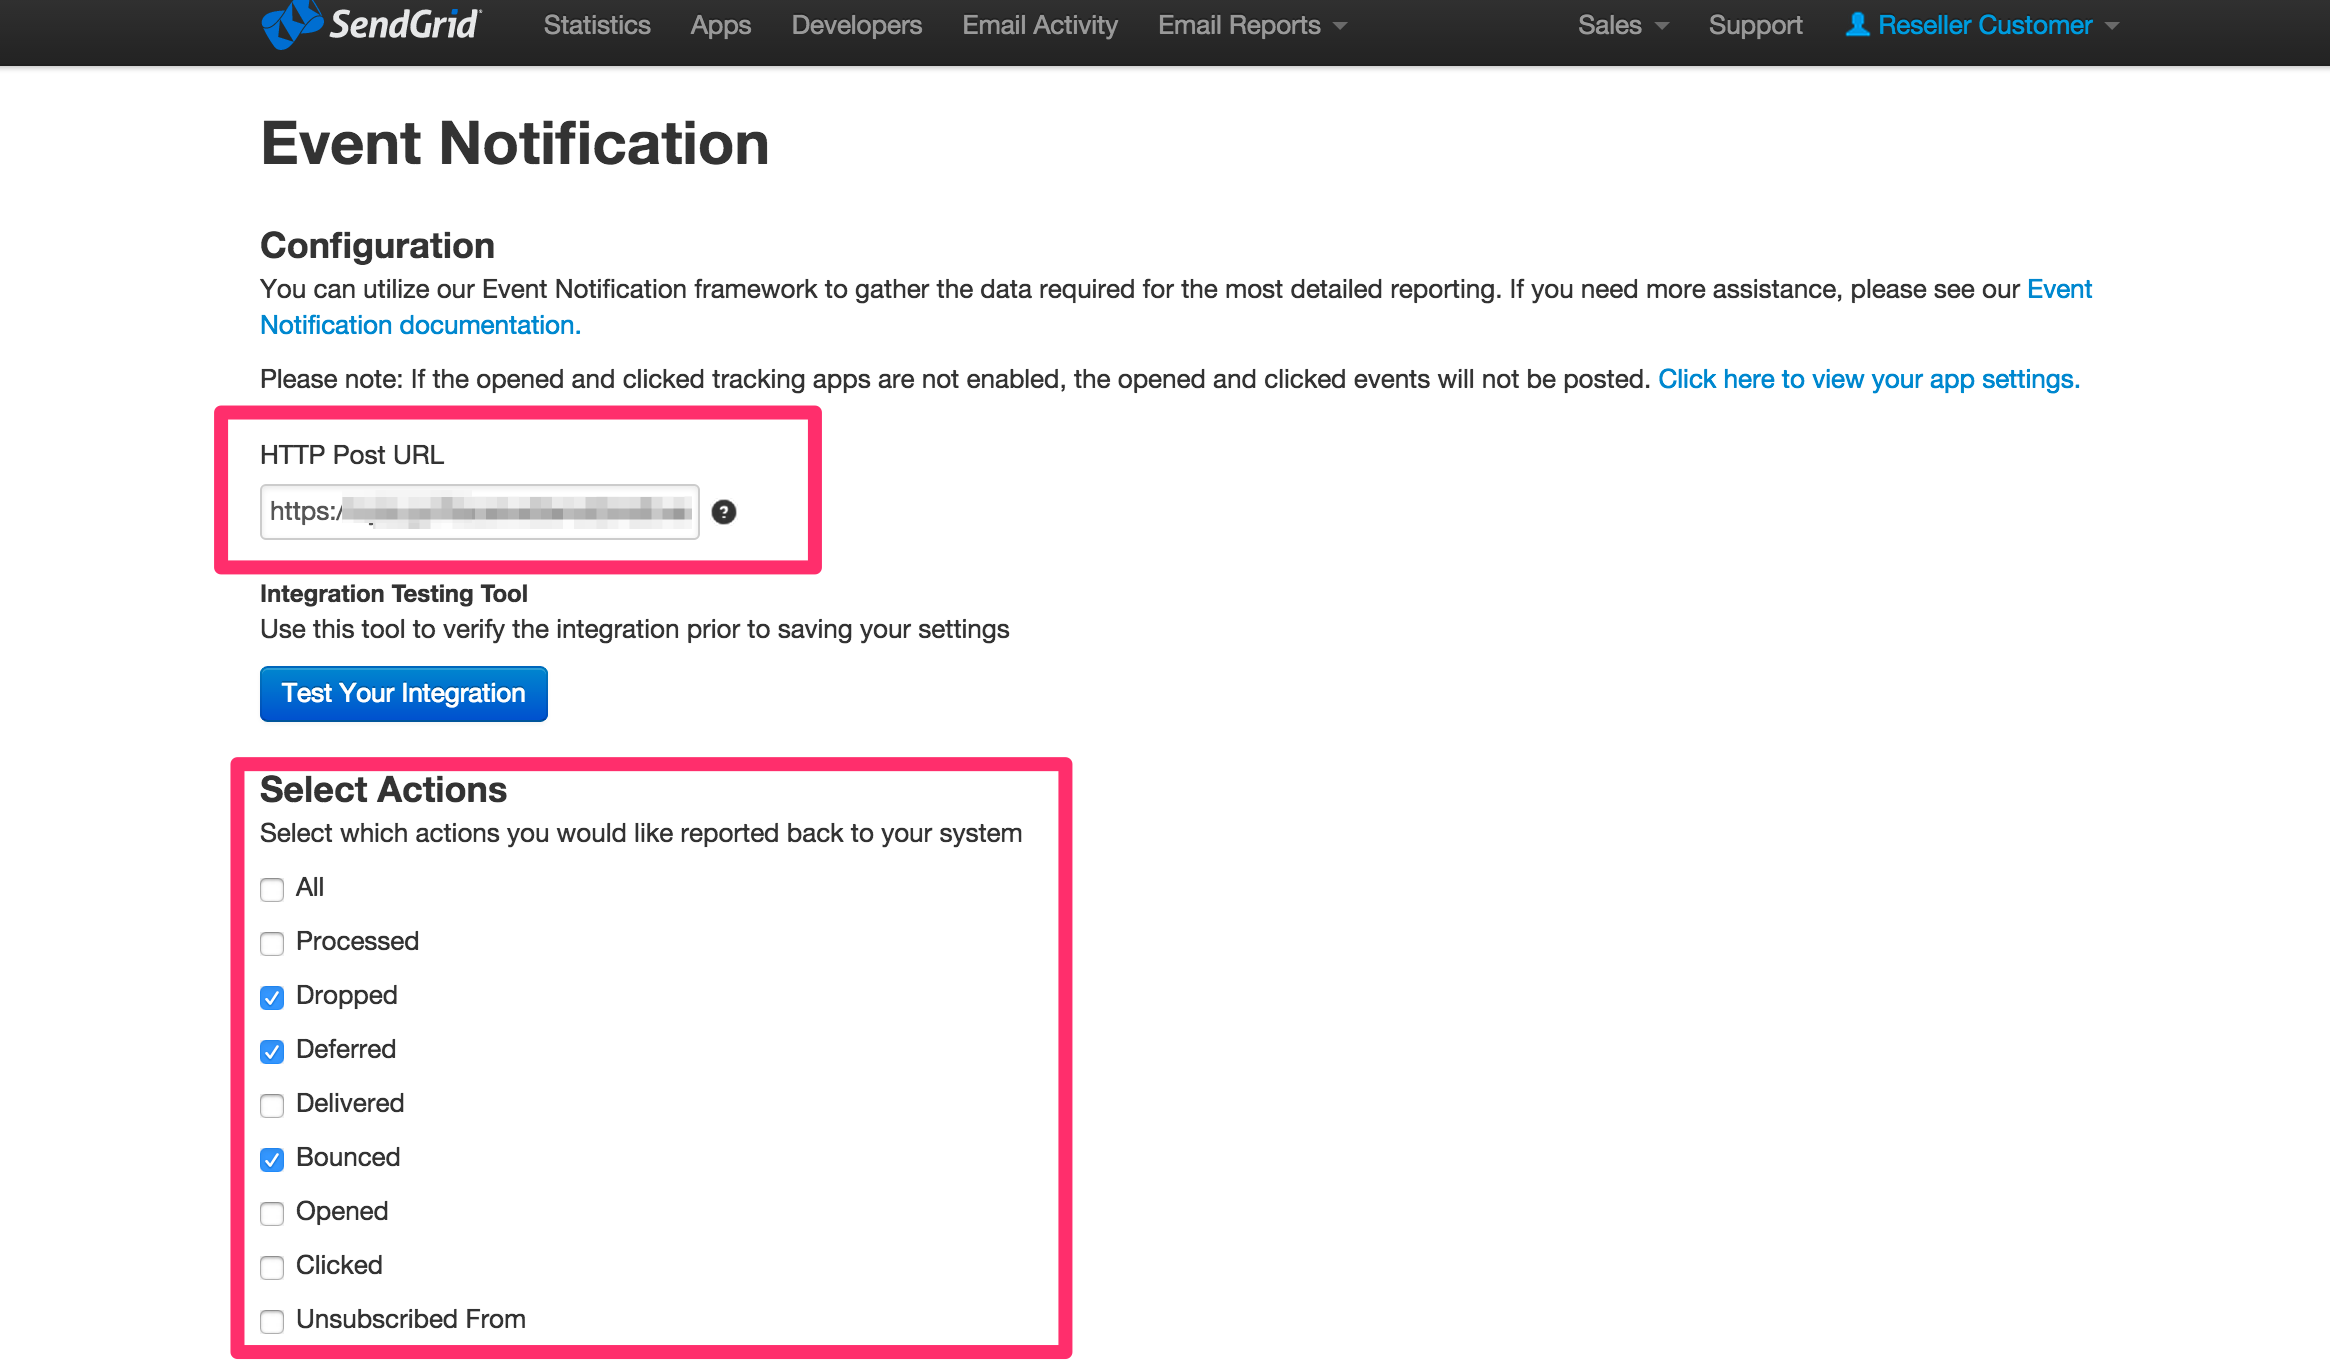 SendGrid Statistics Apps Developers Email Activity Email Reports Sales Support Reseller Customer
Event Notification
Configuration
You can utilize our Event Notification framework to gather the data required for the most detailed reporting. If you need more assistance, please see our Event
Notification documentation.
Please note: If the opened and clicked tracking apps are not enabled, the opened and clicked events will not be posted. Click here to view your app settings.
HTTP Post URL
https:/
Integration Testing Tool
Use this tool to verify the integration prior to saving your settings
Test Your Integration
Select Actions
Select which actions you would like reported back to your system
All
Processed
Dropped
Deferred
Delivered
Bounced
Opened
Clicked
Unsubscribed From